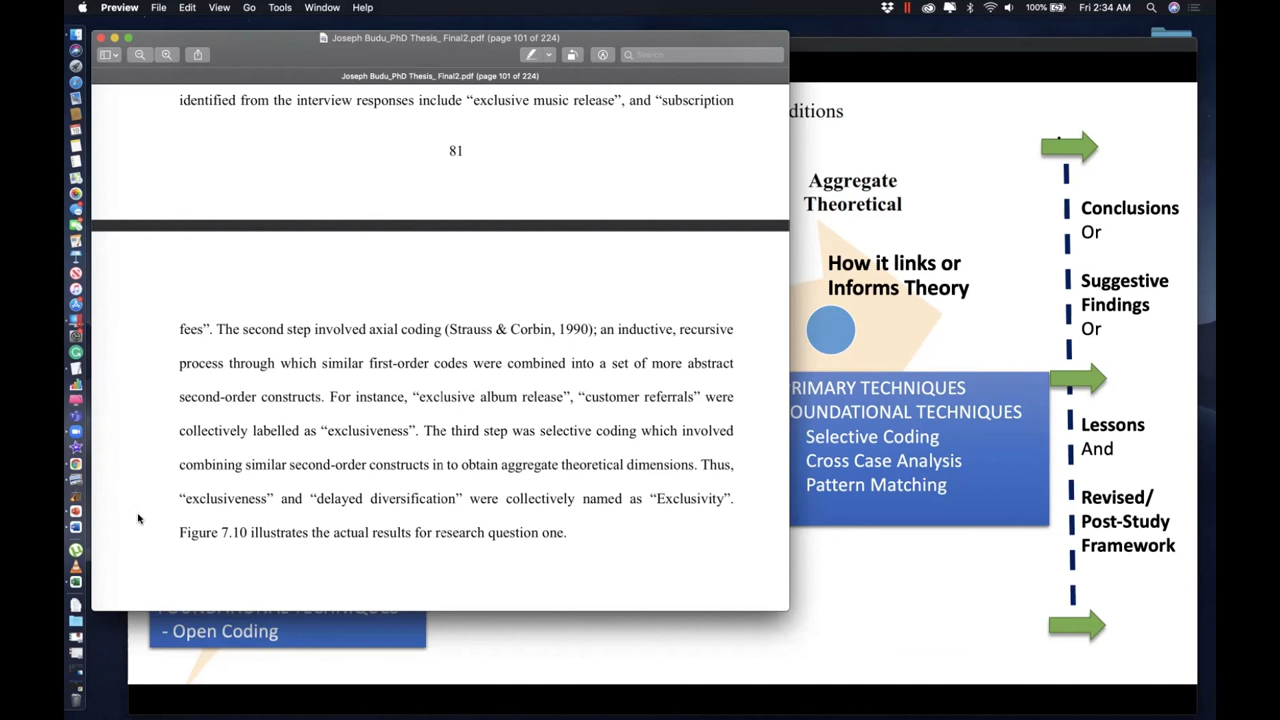 Preview File Edit View Go Tools Window Help
100% Fri 2:34 AM
Joseph Budu_PhD Thesis_ Final2.pdf (page 101 of 224)
Search
Joseph Budu_PhD Thesis_ Final2.pdf (page 101 of 224)
identified from the interview responses include “exclusive music release”, and “subscription
81
fees”. The second step involved axial coding (Strauss & Corbin, 1990); an inductive, recursive
process through which similar first-order codes were combined into a set of more abstract
second-order constructs. For instance, “exclusive album release”, “customer referrals” were
collectively labelled as “exclusiveness”. The third step was selective coding which involved
combining similar second-order constructs in to obtain aggregate theoretical dimensions. Thus,
“exclusiveness” and “delayed diversification” were collectively named as “Exclusivity”.
Figure 7.10 illustrates the actual results for research question one.
ditions
Aggregate
Theoretical
How it links or
Informs Theory
RIMARY TECHNIQUES
OUNDATIONAL TECHNIQUES
Selective Coding
Cross Case Analysis
Pattern Matching
Conclusions
Or
Suggestive
Findings
Or
Lessons
And
Revised/
Post-Study
Framework
FOUNDATIONAL TECHNIQUES
- Open Coding